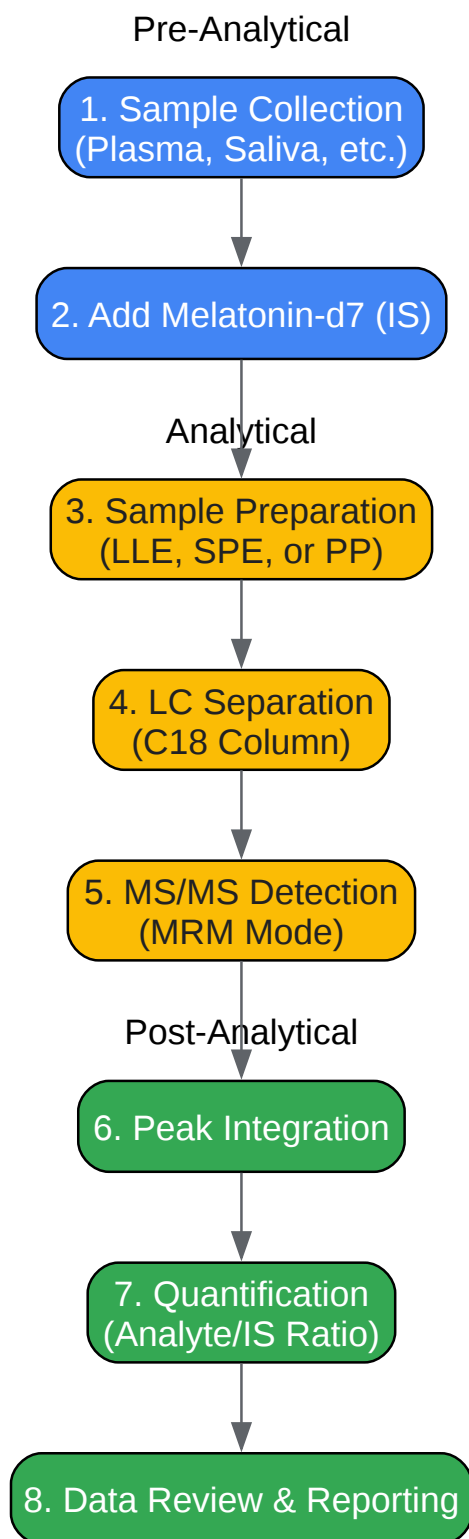 Pre-Analytical
1. Sample Collection
(Plasma, Saliva, etc.)
2. Add Melatonin-d7 (IS)
Analytical
3. Sample Preparation
(LLE, SPE, or PP)
4. LC Separation
(C18 Column)
5. MS/MS Detection
(MRM Mode)
Post-Analytical
6. Peak Integration
7. Quantification
(Analyte/IS Ratio)
8. Data Review & Reporting